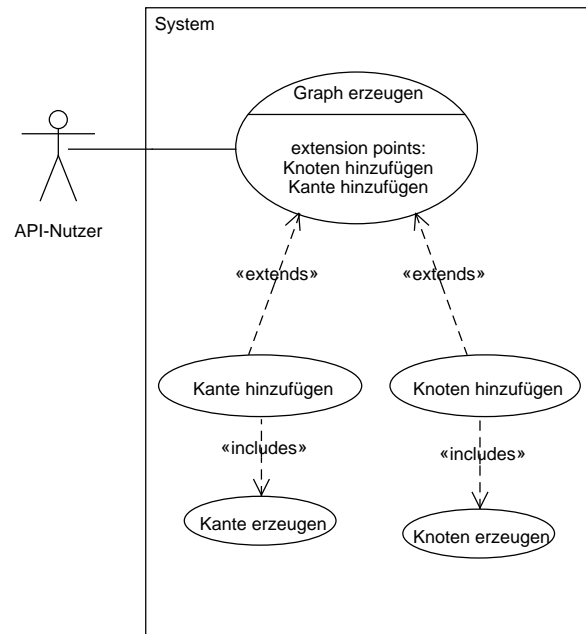 System
Graph erzeugen
extension points:
Knoten hinzufügen
Kante hinzufügen
API-Nutzer
«extends»
«extends»
Kante hinzufügen
Knoten hinzufügen
«includes»
«includes»
Kante erzeugen
Knoten erzeugen